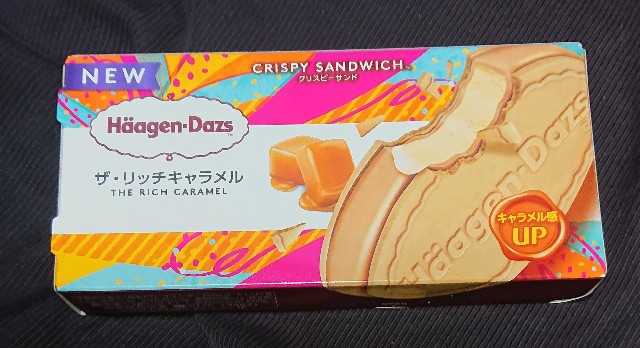 NEW
CRISPY SANDWICH
クリスピーサンド
Häagen-Dazs
ザ・リッチキャラメル
THE RICH CARAMEL
Häagen-Dazs
キャラメル感
UP